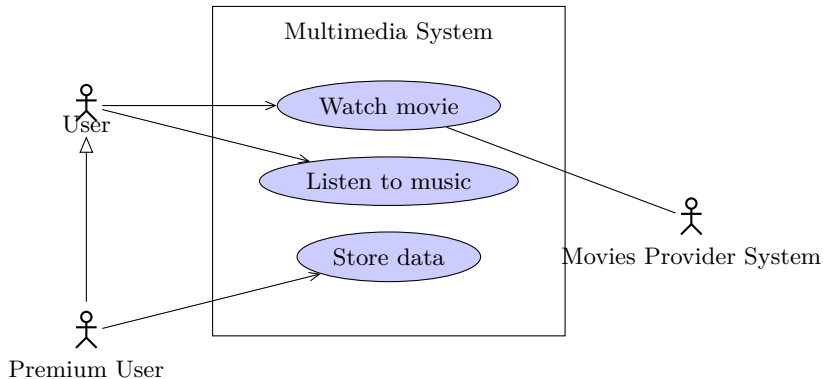 Multimedia System
Watch movie
User
Listen to music
Store data
Movies Provider System
Premium User